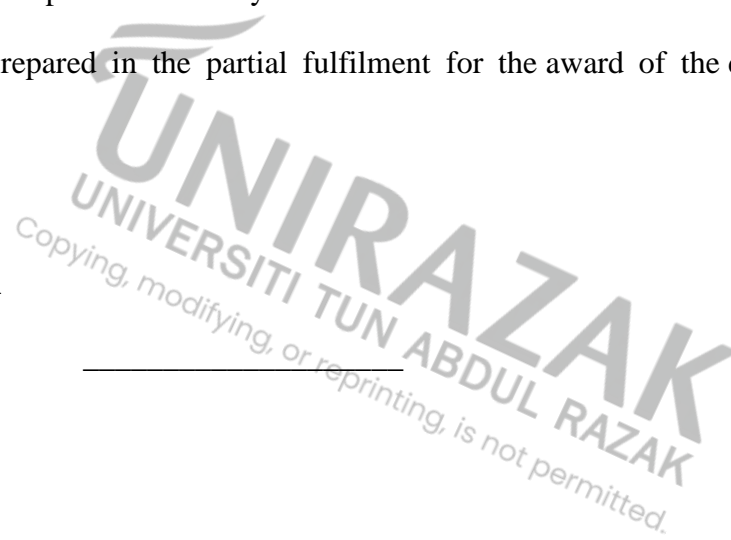 repared in the partial fulfilment for the award of the
UNIRAZAK
UNIVERSITI TUN ABDUL RAZAK
Copying, modifying, or reprinting, is not permitted.